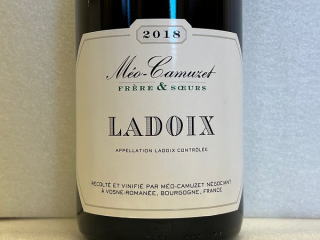 2018
Méo-Camuzet
FRÈRE & SŒURS
LADOIX
APPELLATION LADOIX CONTRÔLÉE
RÉCOLTÉ ET VINIFIÉ PAR MÉO-CAMUZET NÉGOCIANT
À VOSNE-ROMANÉE, BOURGOGNE, FRANCE